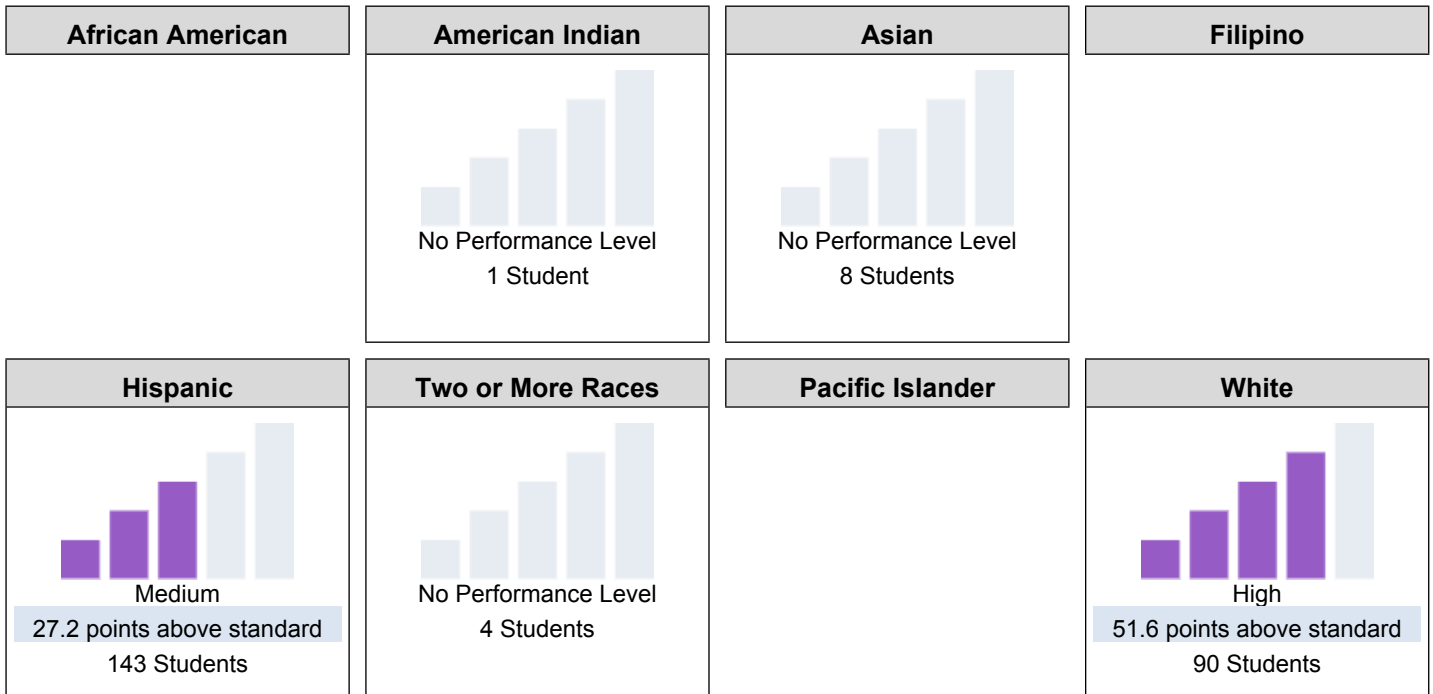 African American
American Indian
No Performance Level
1 Student
Asian
No Performance Level
8 Students
Filipino
Hispanic
Medium
27.2 points above standard
143 Students
Two or More Races
No Performance Level
4 Students
Pacific Islander
White
High
51.6 points above standard
90 Students